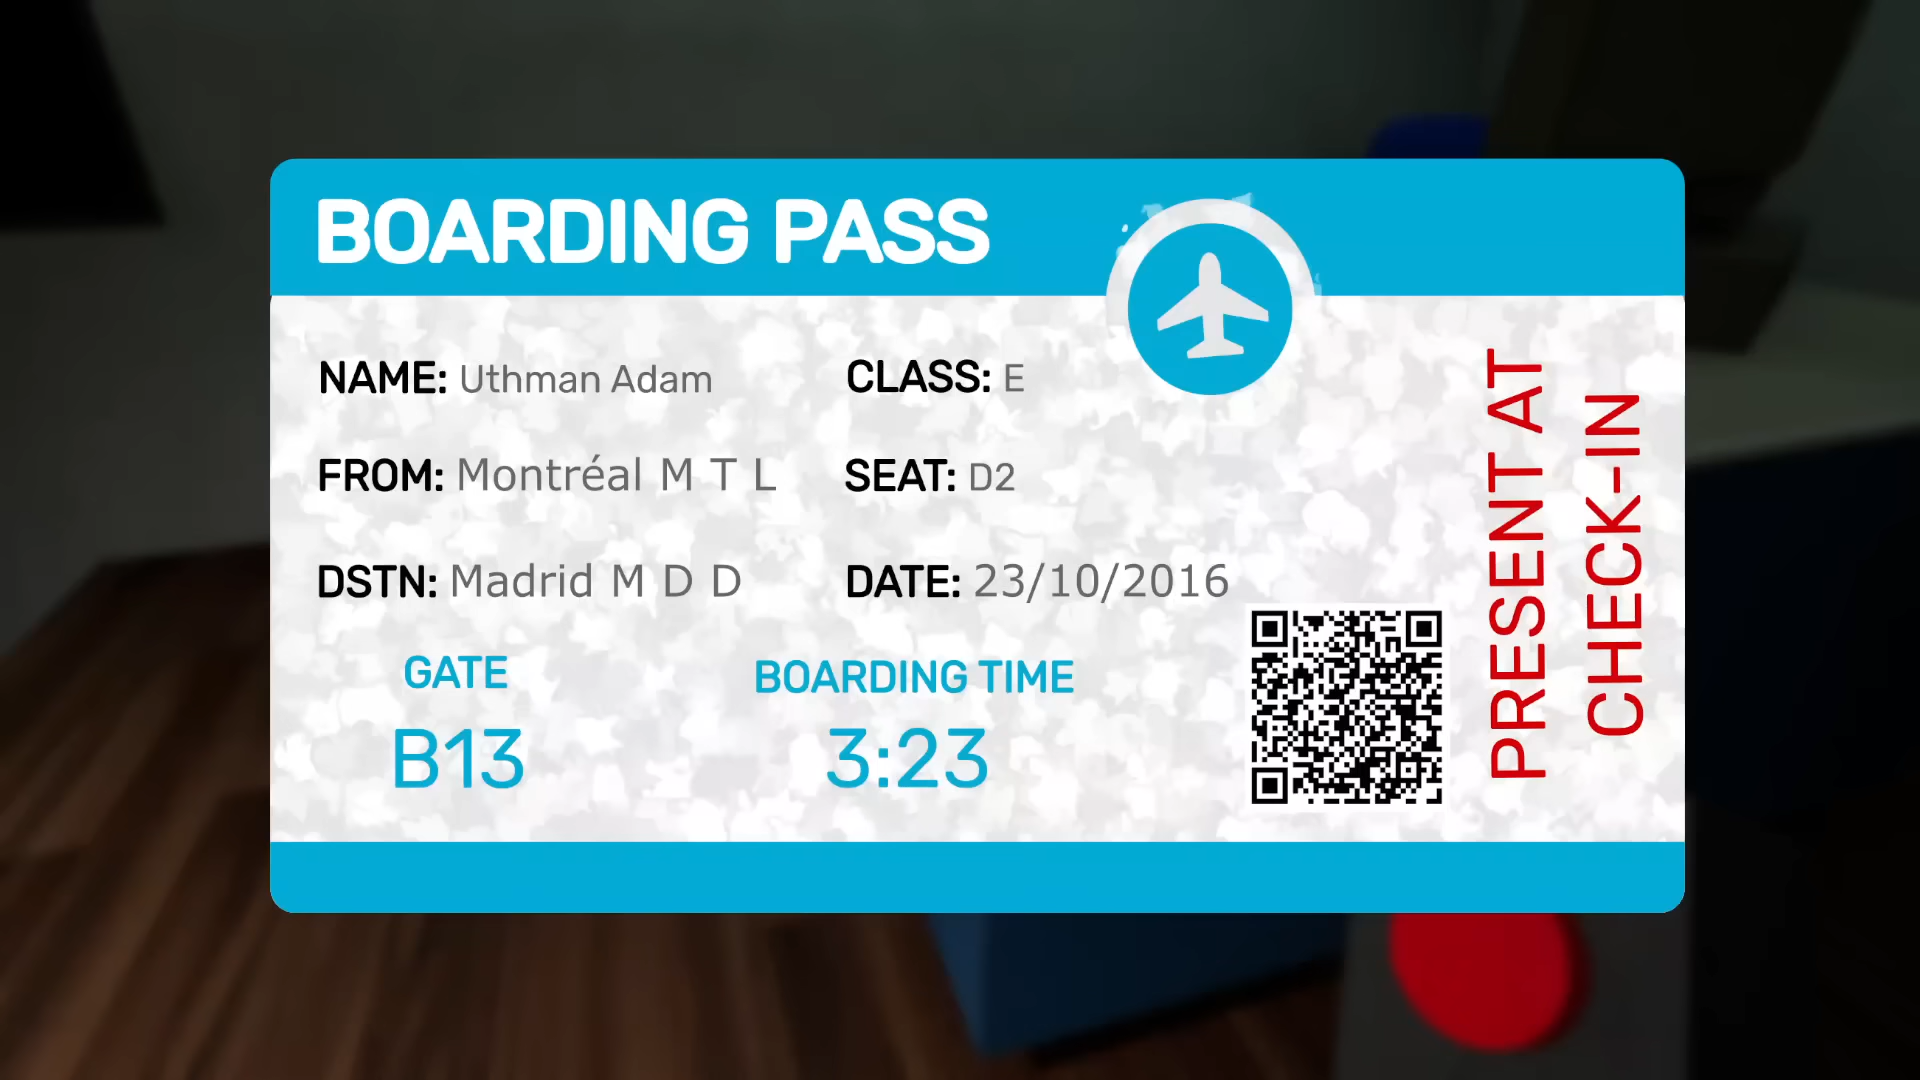 BOARDING PASS
NAME: Uthman Adam
CLASS: E
FROM: Montréal M T L
SEAT: D2
DSTN: Madrid M D D
DATE: 23/10/2016
GATE
BOARDING TIME
B13
3:23
PRESENT AT
CHECK-IN